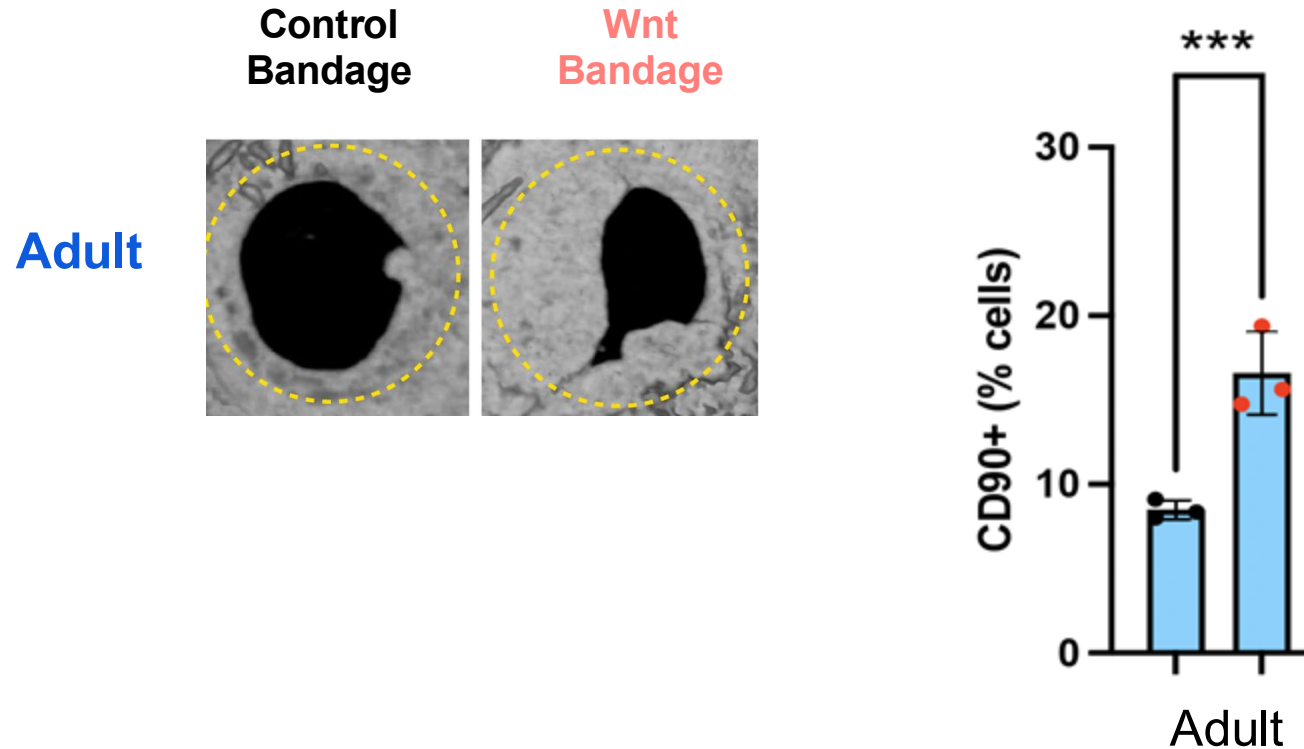 Control
Bandage
Wnt
Bandage
Adult
***
30
20
10
0
CD90+ (% cells)
Adult